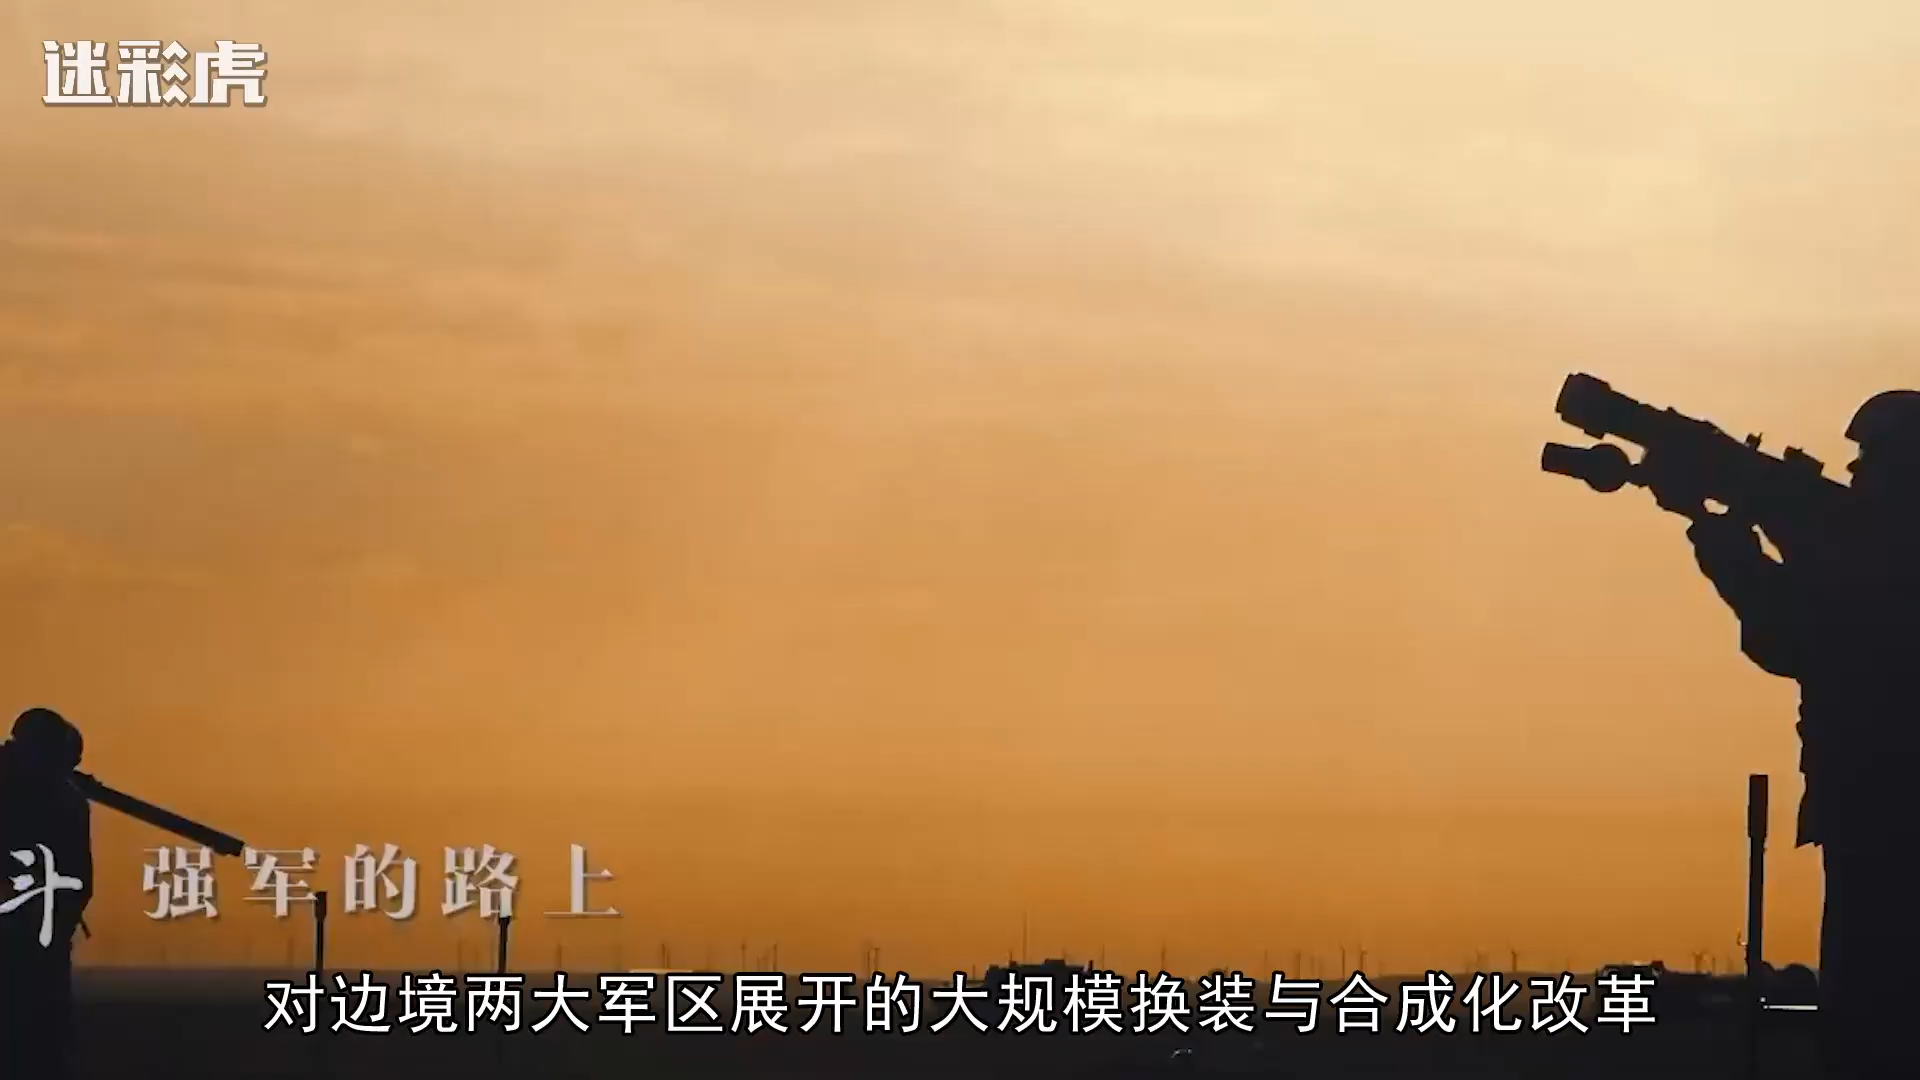 迷彩虎
斗 强军的路上
对边境两大军区展开的大规模换装与合成化改革